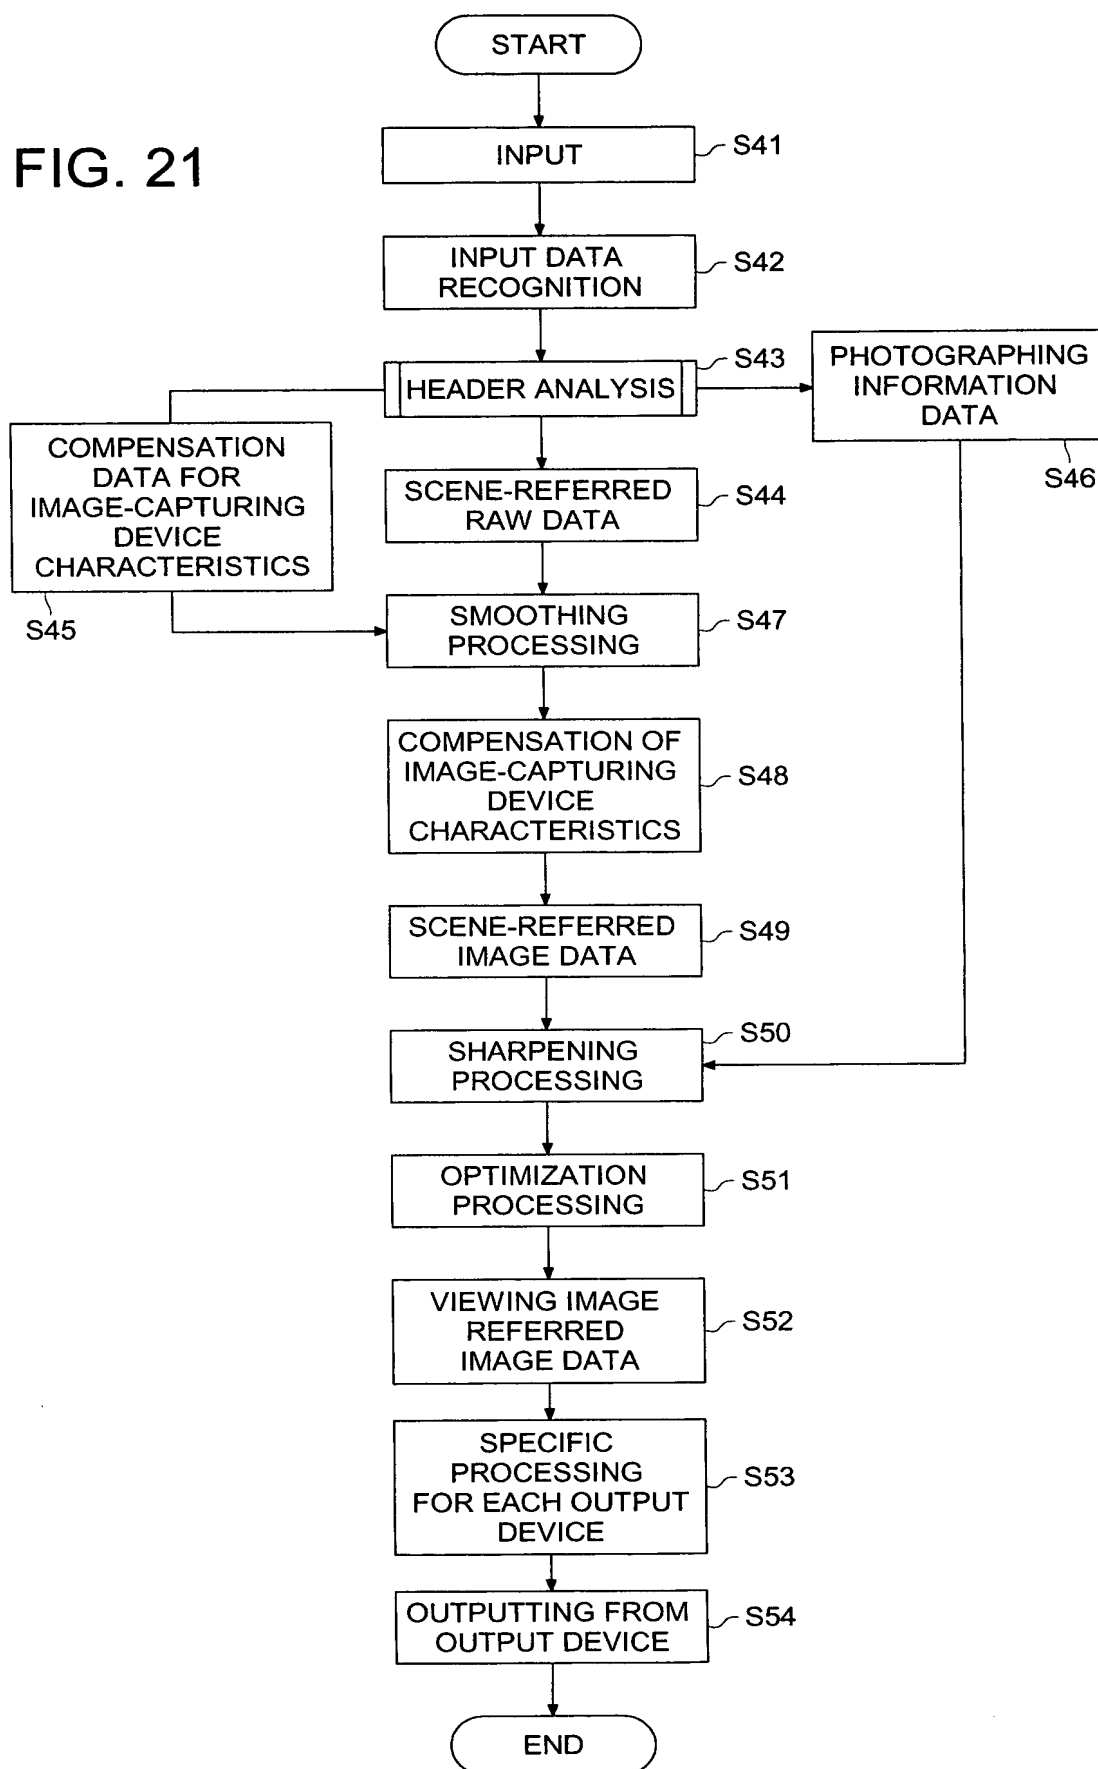 START
FIG. 21
INPUT
S41
INPUT DATA
RECOGNITION
S42
HEADER ANALYSIS
S43
PHOTOGRAPHING
INFORMATION
DATA
S46
COMPENSATION
DATA FOR
IMAGE-CAPTURING
DEVICE
CHARACTERISTICS
S45
SCENE-REFERRED
RAW DATA
S44
SMOOTHING
PROCESSING
S47
COMPENSATION OF
IMAGE-CAPTURING
DEVICE
CHARACTERISTICS
S48
SCENE-REFERRED
IMAGE DATA
S49
SHARPENING
PROCESSING
S50
OPTIMIZATION
PROCESSING
S51
VIEWING IMAGE
REFERRED
IMAGE DATA
S52
SPECIFIC
PROCESSING
FOR EACH OUTPUT
DEVICE
S53
OUTPUTTING FROM
OUTPUT DEVICE
S54
END